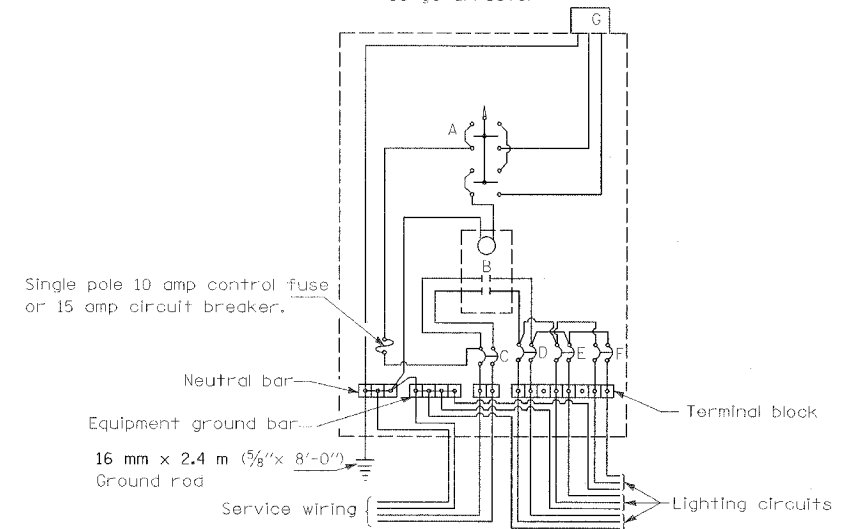 G
A
B
Single pole 10 amp control fuse
or 15 amp circuit breaker.
C
D
E
F
Neutral bar
Equipment ground bar
Terminal block
16 mm x 2.4 m (5/8"x 8'-0")
Ground rod
Service wiring
Lighting circuits